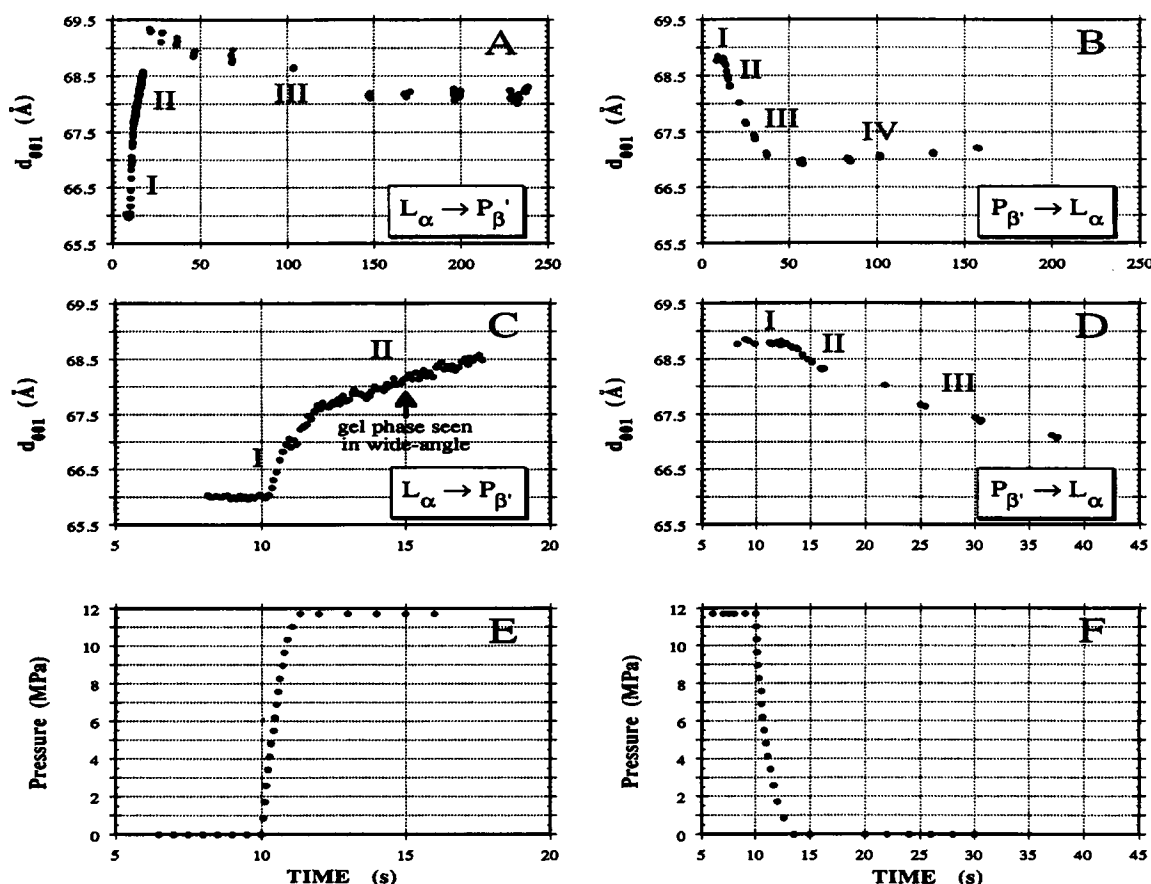 69.5
68.5
67.5
66.5
65.5
d001 (Å)
A
I
II
III
Lα → Pβ'
0 50 100 150 200 250
69.5
68.5
67.5
66.5
65.5
d001 (Å)
B
I
II
III
IV
Pβ' → Lα
0 50 100 150 200 250
69.5
68.5
67.5
66.5
65.5
d001 (Å)
C
II
I
gel phase seen
in wide-angle
Lα → Pβ'
5 10 15 20
69.5
68.5
67.5
66.5
65.5
d001 (Å)
D
I
II
III
Pβ' → Lα
5 10 15 20 25 30 35 40 45
12
10
8
6
4
2
0
Pressure (MPa)
E
5 10 15 20
TIME (s)
12
10
8
6
4
2
0
Pressure (MPa)
F
5 10 15 20 25 30 35 40 45
TIME (s)